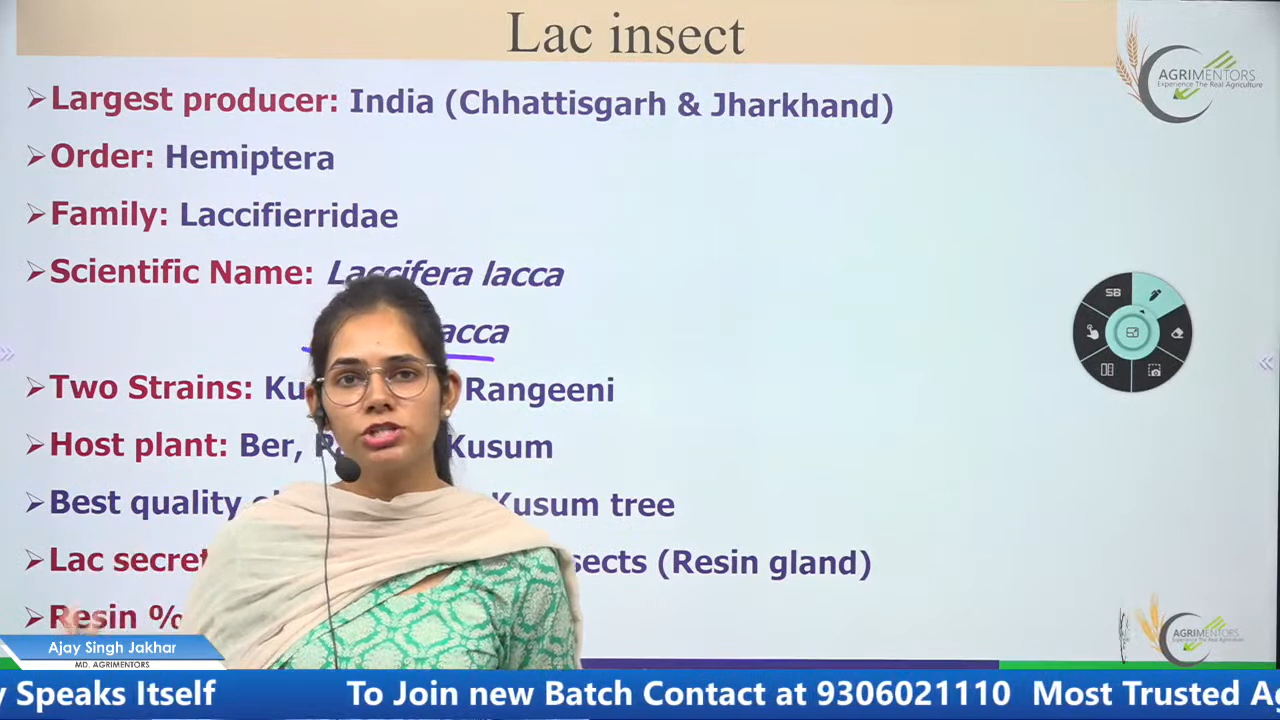 Lac insect
AGRIMENTORS
Experience The Real Agriculture
Largest producer: India (Chhattisgarh & Jharkhand)
Order: Hemiptera
Family: Laccifierridae
Scientific Name: Laccifera lacca
acca
SB
Two Strains: Ku Rangeeni
Host plant: Ber, Kusum
Best quality Kusum tree
Lac secret sects (Resin gland)
Resin %
AGRIMENTORS
Ajay Singh Jakhar
MD. AGRIMENTORS
y Speaks Itself To Join new Batch Contact at 9306021110 Most Trusted Ag